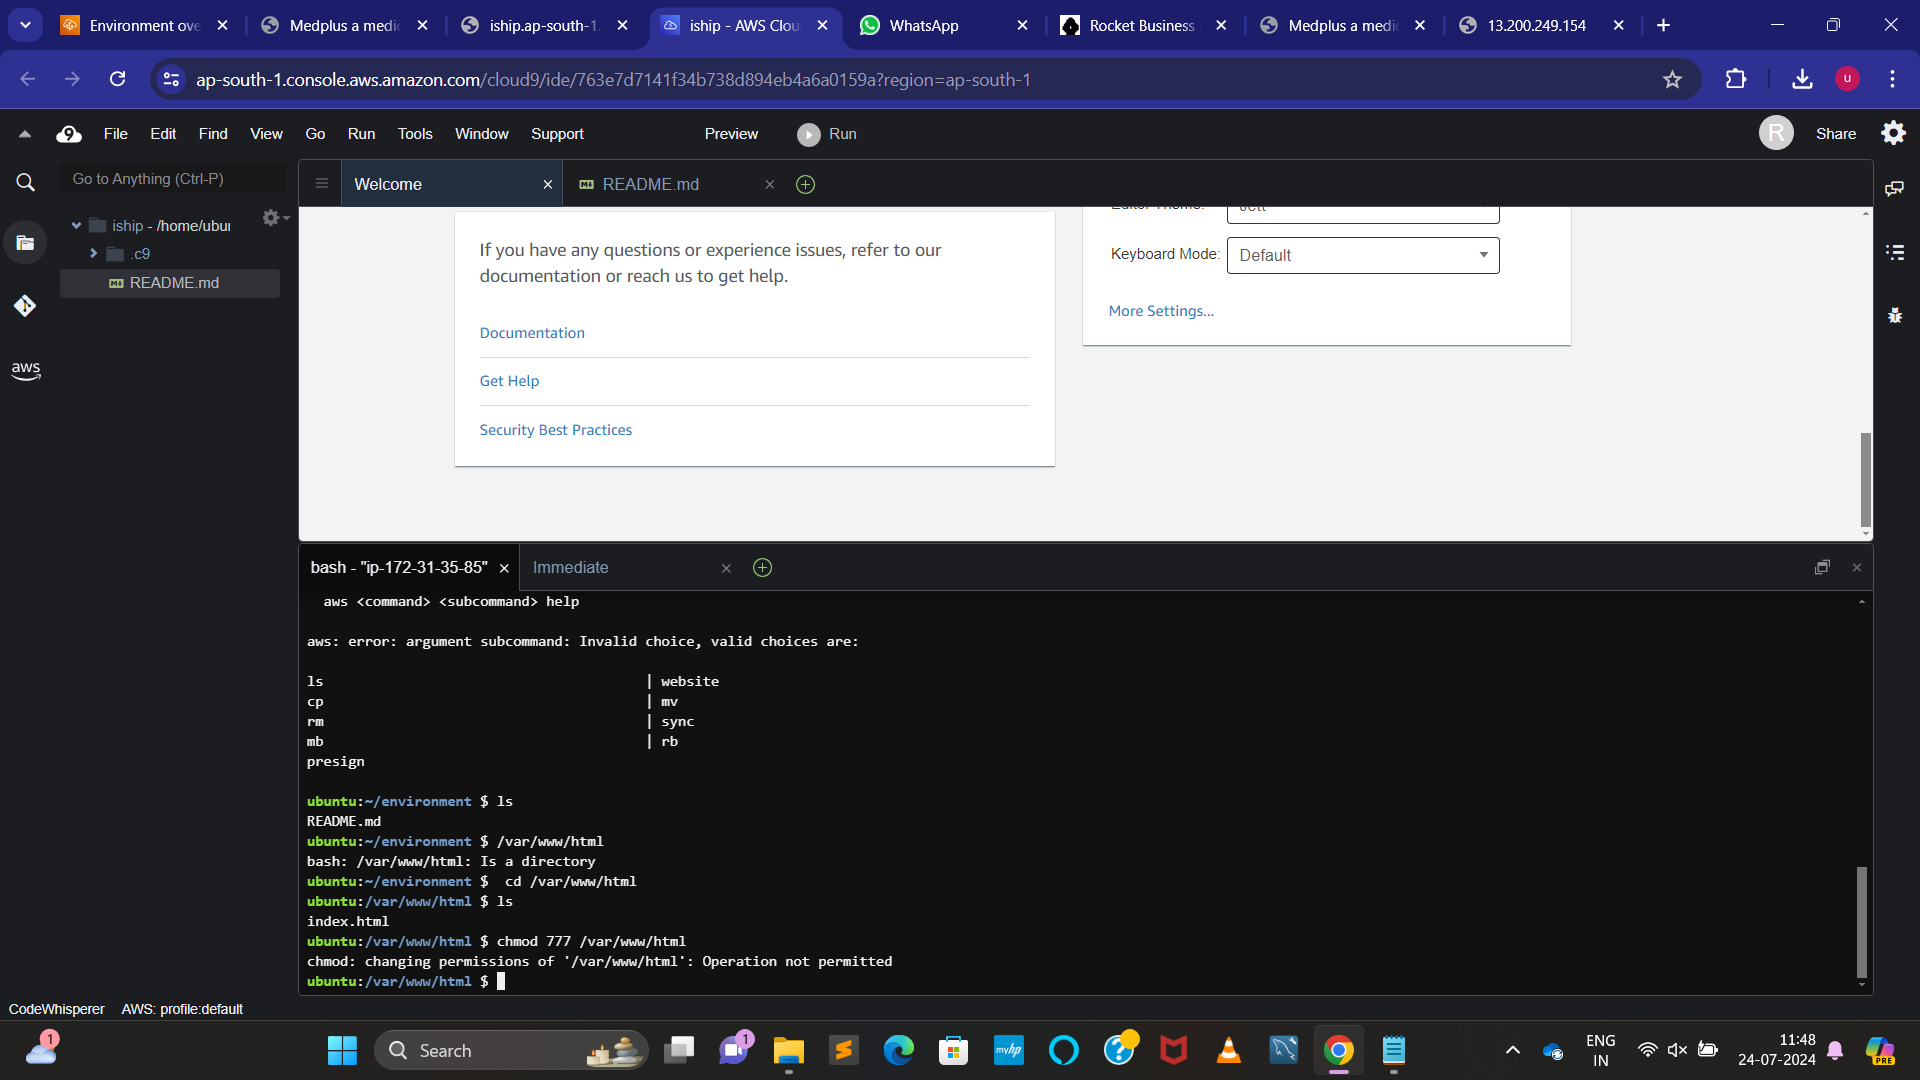 Environment ove
Medplus a medic
iship.ap-south-1.
iship - AWS Clou
WhatsApp
Rocket Business
Medplus a medic
13.200.249.154
ap-south-1.console.aws.amazon.com/cloud9/ide/763e7d7141f34b738d894eb4a6a0159a?region=ap-south-1
u
9 File Edit Find View Go Run Tools Window Support Preview Run
R Share
Go to Anything (Ctrl-P)
Welcome
README.md
iship - /home/ubu
.c9
README.md
aws
If you have any questions or experience issues, refer to our
documentation or reach us to get help.
Documentation
Get Help
Security Best Practices
Keyboard Mode: Default
More Settings...
bash - "ip-172-31-35-85"
Immediate
aws <command> <subcommand> help
aws: error: argument subcommand: Invalid choice, valid choices are:
ls | website
cp | mv
rm | sync
mb | rb
presign
ubuntu:~/environment $ ls
README.md
ubuntu:~/environment $ /var/www/html
bash: /var/www/html: Is a directory
ubuntu:~/environment $  cd /var/www/html
ubuntu:/var/www/html $ ls
index.html
ubuntu:/var/www/html $ chmod 777 /var/www/html
chmod: changing permissions of '/var/www/html': Operation not permitted
ubuntu:/var/www/html $
CodeWhisperer AWS: profile:default
1
Search
1
myhp
ENG
IN
11:48
24-07-2024
PRE